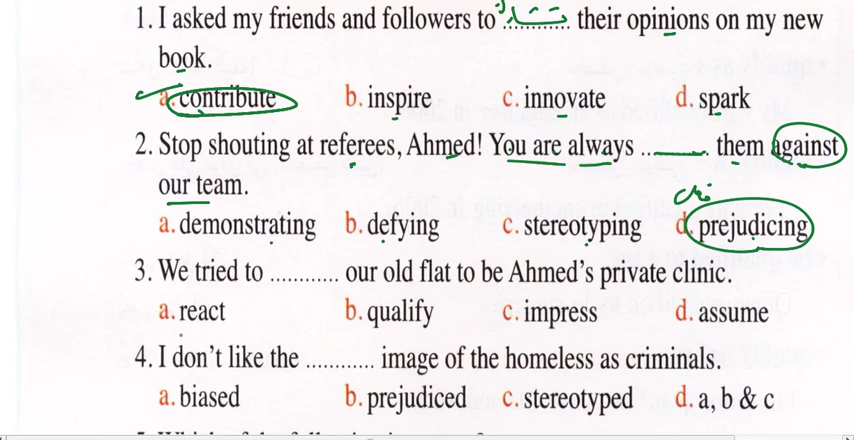 1. I asked my friends and followers to .......... their opinions on my new
book.
a. contribute b. inspire c. innovate d. spark
2. Stop shouting at referees, Ahmed! You are always .......... them against
our team.
a. demonstrating b. defying c. stereotyping d. prejudicing
3. We tried to .......... our old flat to be Ahmed's private clinic.
a. react b. qualify c. impress d. assume
4. I don't like the .......... image of the homeless as criminals.
a. biased b. prejudiced c. stereotyped d. a, b & c